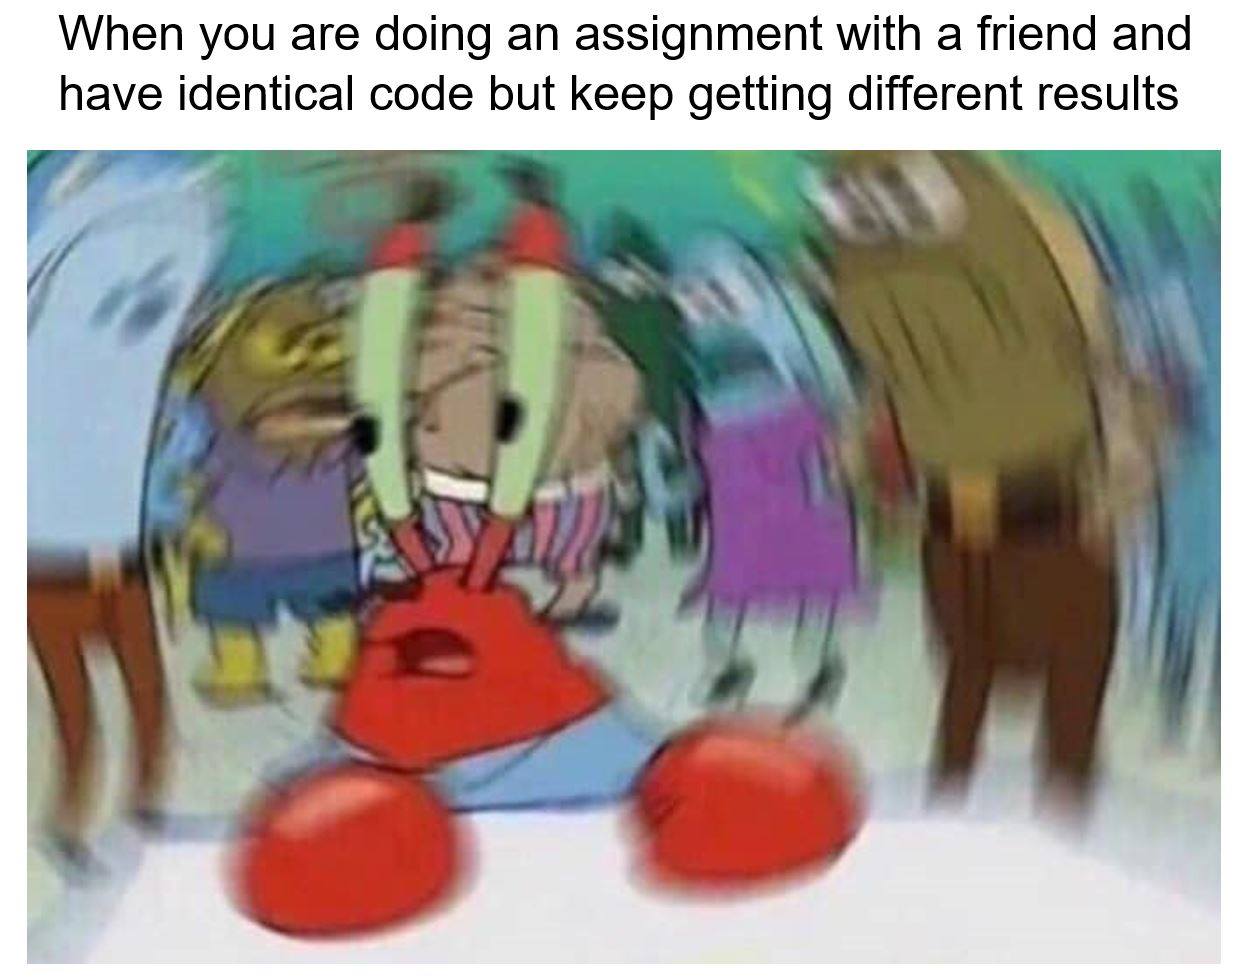 When you are doing an assignment with a friend and
have identical code but keep getting different results